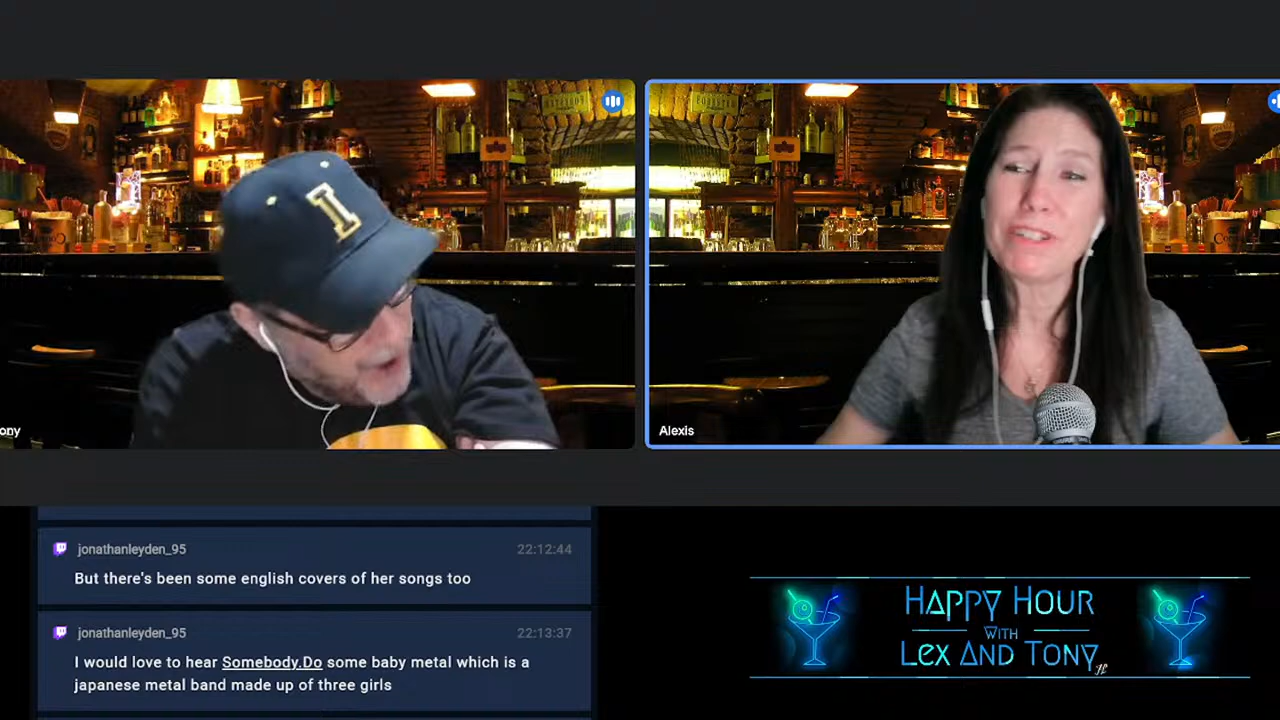 I
ony
Alexis
jonathanleyden_95
22:12:44
But there's been some english covers of her songs too
jonathanleyden_95
22:13:37
I would love to hear Somebody.Do some baby metal which is a
japanese metal band made up of three girls
HAPPY HOUR
WITH
LEX AND TONY